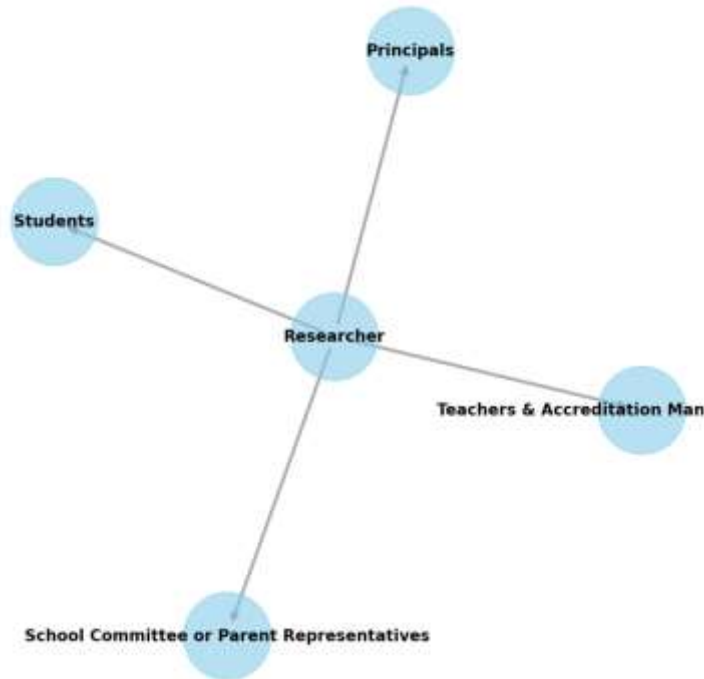 Principals
Students
Researcher
Teachers & Accreditation Man
School Committee or Parent Representatives